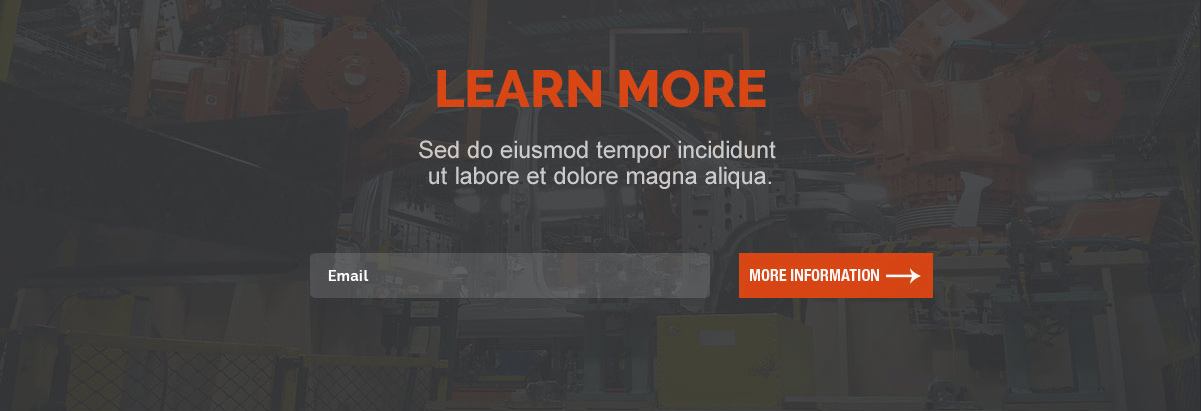 LEARN MORE
Sed do eiusmod tempor incididunt
ut labore et dolore magna aliqua.
Email
MORE INFORMATION